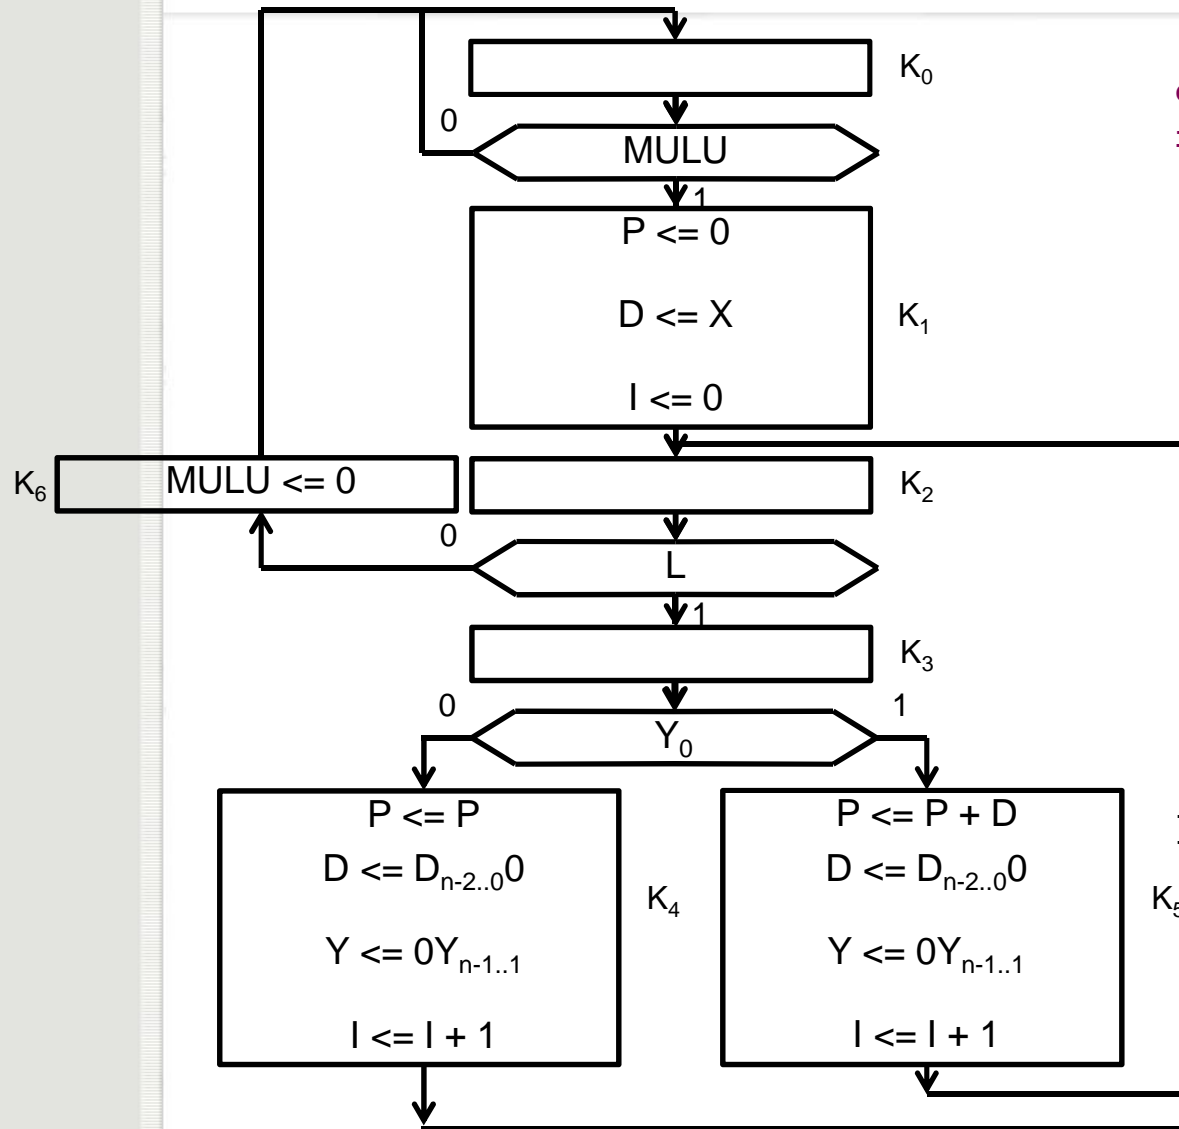 K₀
0
MULU
1
P <= 0
D <= X
K₁
I <= 0
K₆
MULU <= 0
K₂
0
L
1
K₃
0
1
Y₀
P <= P
D <= Dₙ₋₂..₀0
K₄
Y <= 0Yₙ₋₁..₁
I <= I + 1
P <= P + D
D <= Dₙ₋₂..₀0
K₅
Y <= 0Yₙ₋₁..₁
I <= I + 1